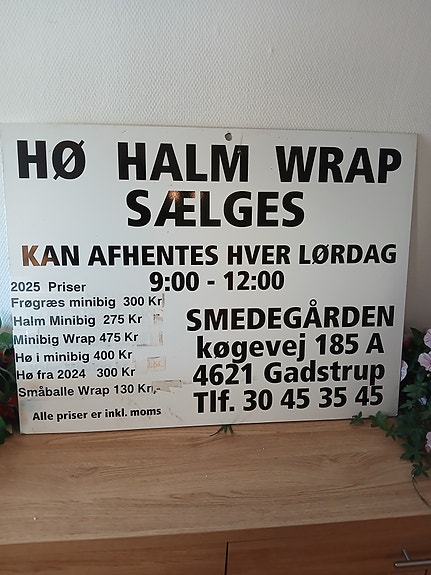 HØ HALM WRAP
SÆLGES
KAN AFHENTES HVER LØRDAG
9:00 - 12:00
2025 Priser
Frøgræs minibig 300 Kr
Halm Minibig 275 Kr
Minibig Wrap 475 Kr
Hø i minibig 400 Kr
Hø fra 2024 300 Kr
Småballe Wrap 130 Kr,-
Alle priser er inkl. moms
SMEDEGÅRDEN
køgevej 185 A
4621 Gadstrup
Tlf. 30 45 35 45